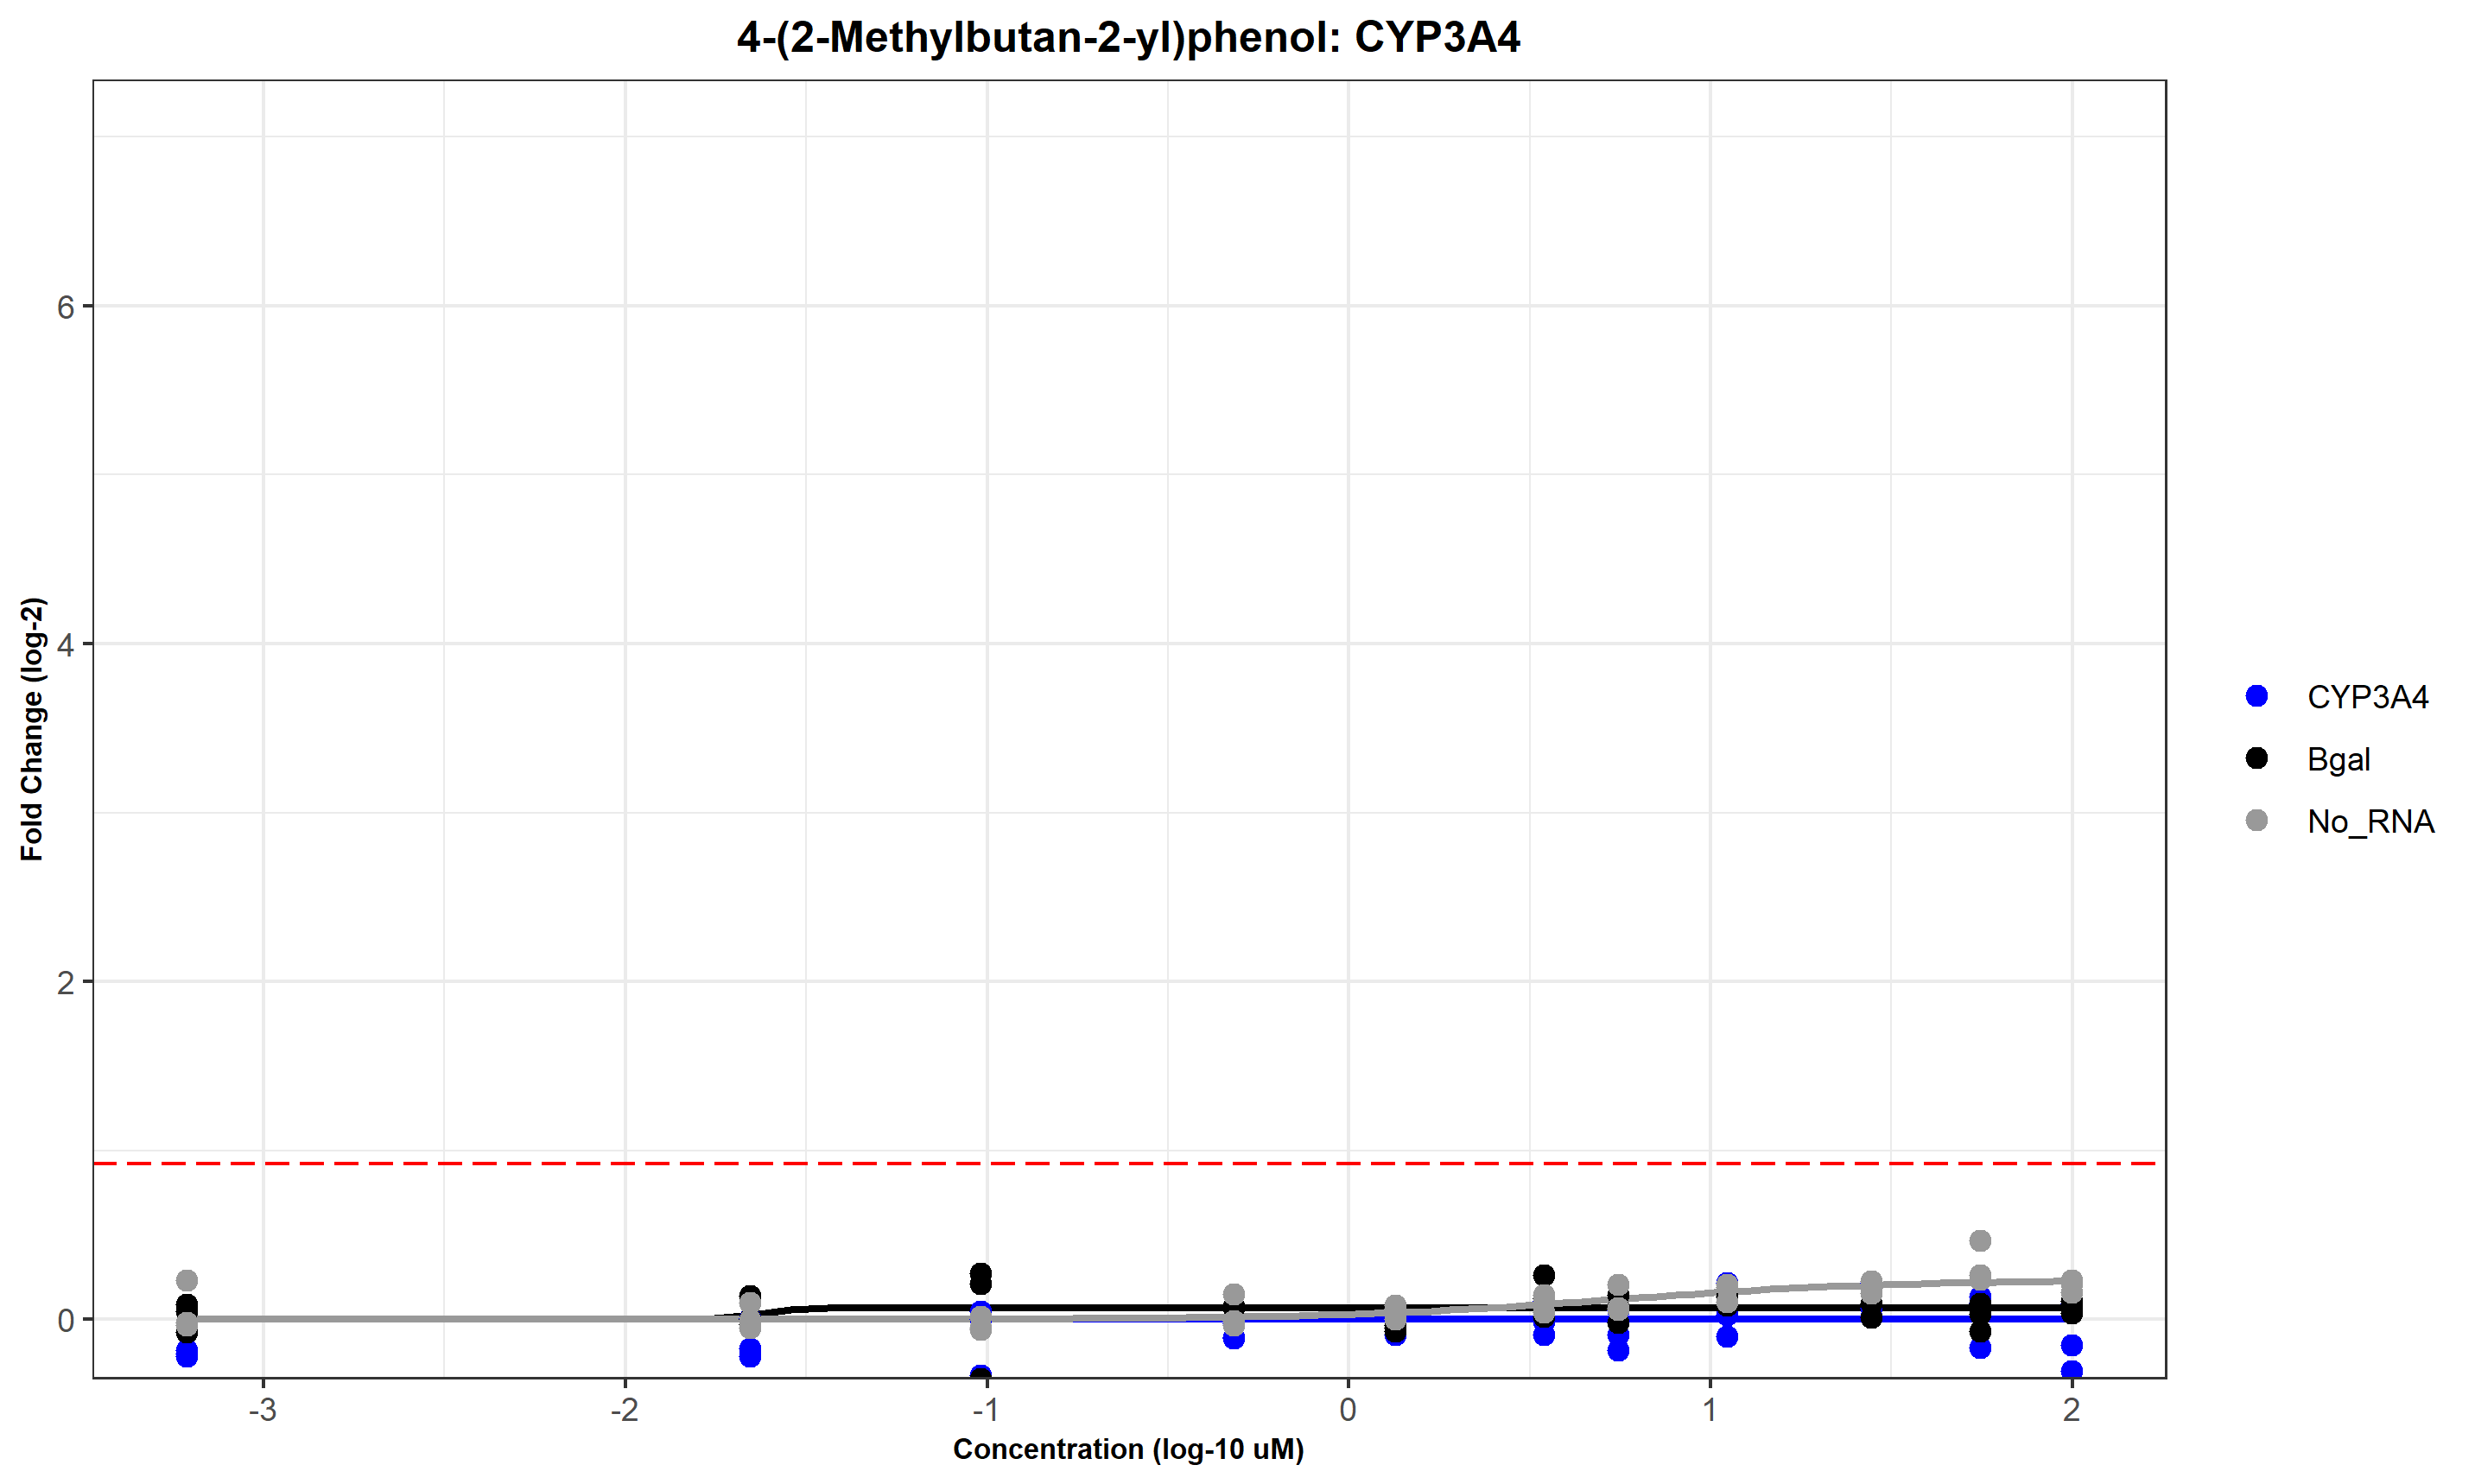 4-(2-Methylbutan-2-yl)phenol: CYP3A4
Fold Change (log-2)
6
4
2
0
-3
-2
-1
0
1
2
Concentration (log-10 uM)
CYP3A4
Bgal
No_RNA